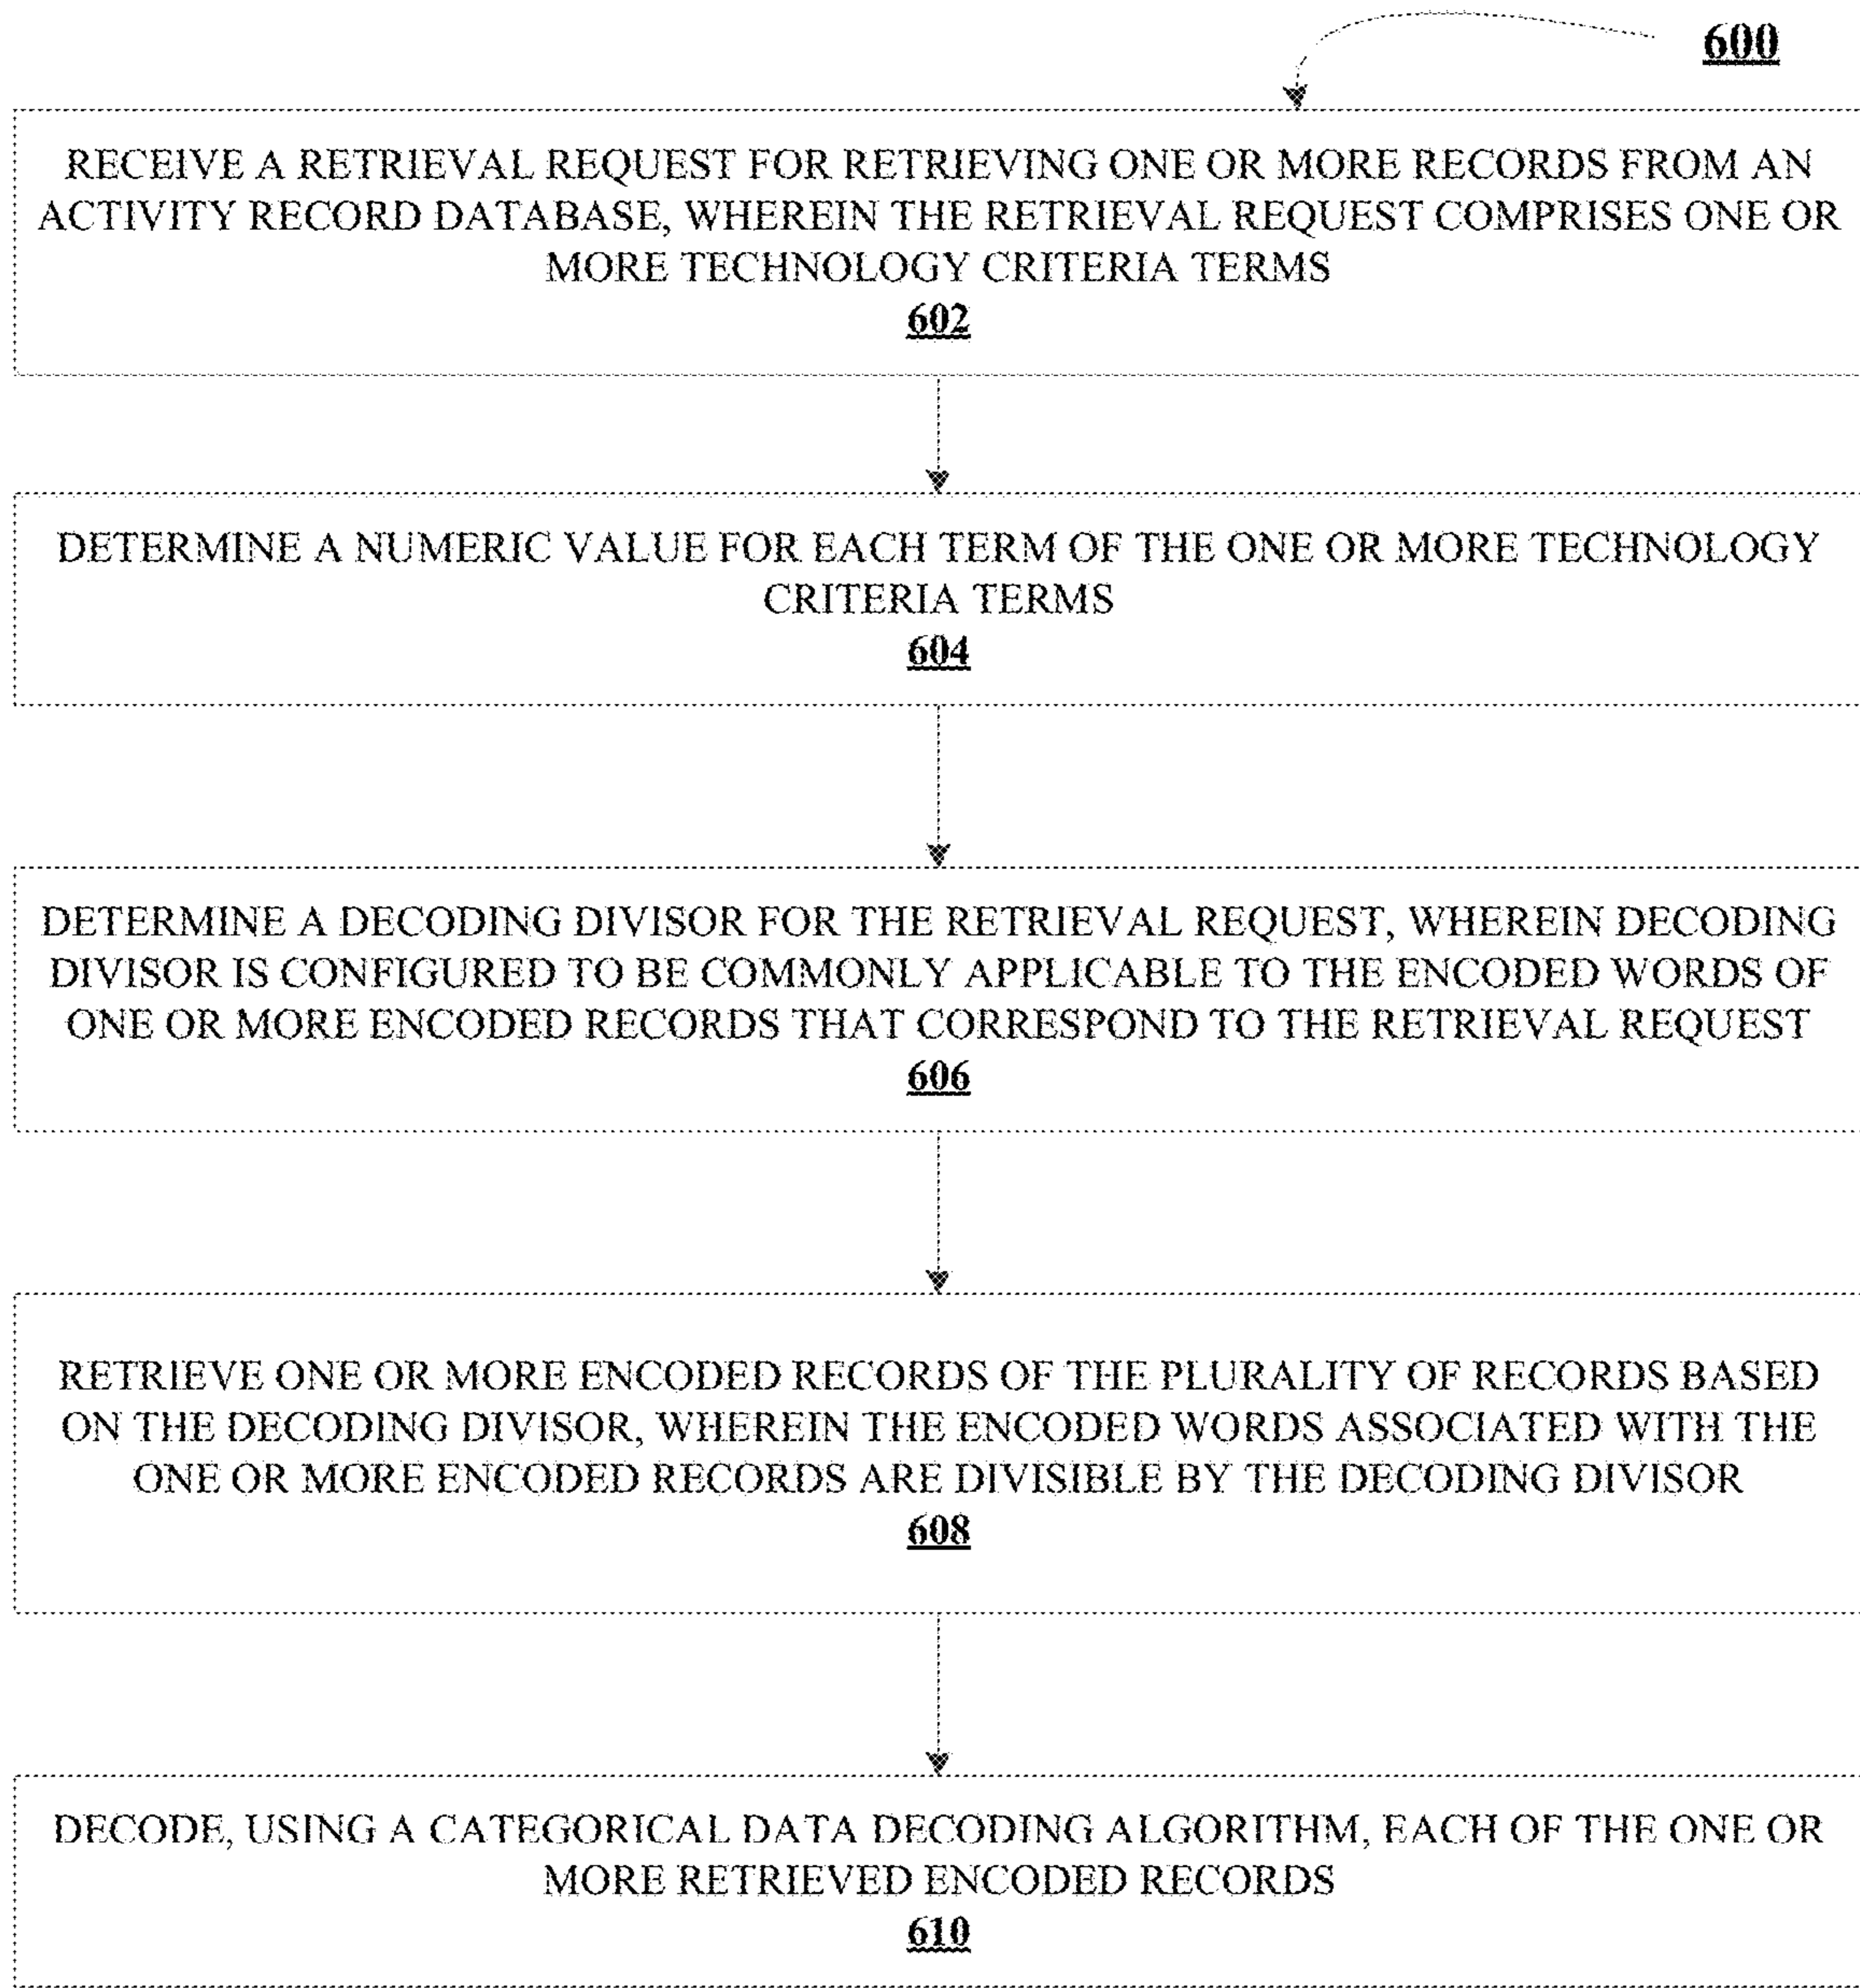 600
RECEIVE A RETRIEVAL REQUEST FOR RETRIEVING ONE OR MORE RECORDS FROM AN
ACTIVITY RECORD DATABASE, WHEREIN THE RETRIEVAL REQUEST COMPRISES ONE OR
MORE TECHNOLOGY CRITERIA TERMS
602
DETERMINE A NUMERIC VALUE FOR EACH TERM OF THE ONE OR MORE TECHNOLOGY
CRITERIA TERMS
604
DETERMINE A DECODING DIVISOR FOR THE RETRIEVAL REQUEST, WHEREIN DECODING
DIVISOR IS CONFIGURED TO BE COMMONLY APPLICABLE TO THE ENCODED WORDS OF
ONE OR MORE ENCODED RECORDS THAT CORRESPOND TO THE RETRIEVAL REQUEST
606
RETRIEVE ONE OR MORE ENCODED RECORDS OF THE PLURALITY OF RECORDS BASED
ON THE DECODING DIVISOR, WHEREIN THE ENCODED WORDS ASSOCIATED WITH THE
ONE OR MORE ENCODED RECORDS ARE DIVISIBLE BY THE DECODING DIVISOR
608
DECODE, USING A CATEGORICAL DATA DECODING ALGORITHM, EACH OF THE ONE OR
MORE RETRIEVED ENCODED RECORDS
610